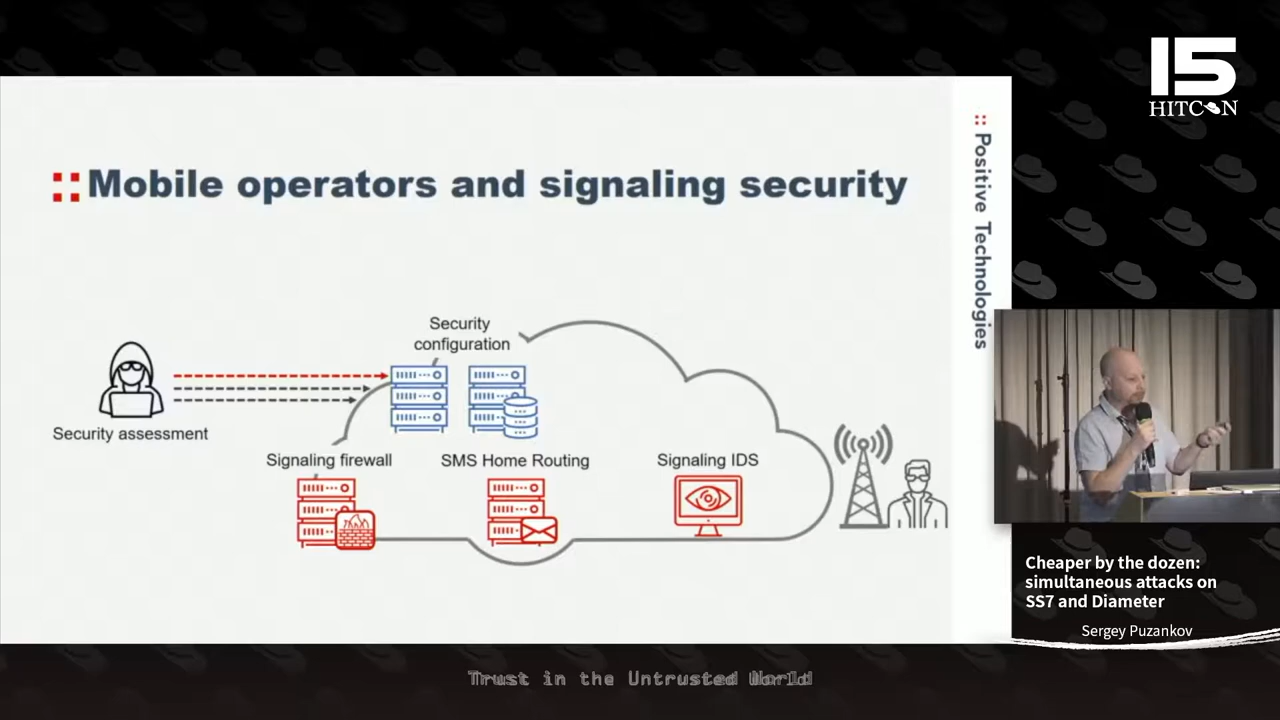 15
HITCON
:: Positive Technologies
:: Mobile operators and signaling security
Security
configuration
Security assessment
Signaling firewall
SMS Home Routing
Signaling IDS
Cheaper by the dozen:
simultaneous attacks on
SS7 and Diameter
Sergey Puzankov
Trust in the Untrusted World